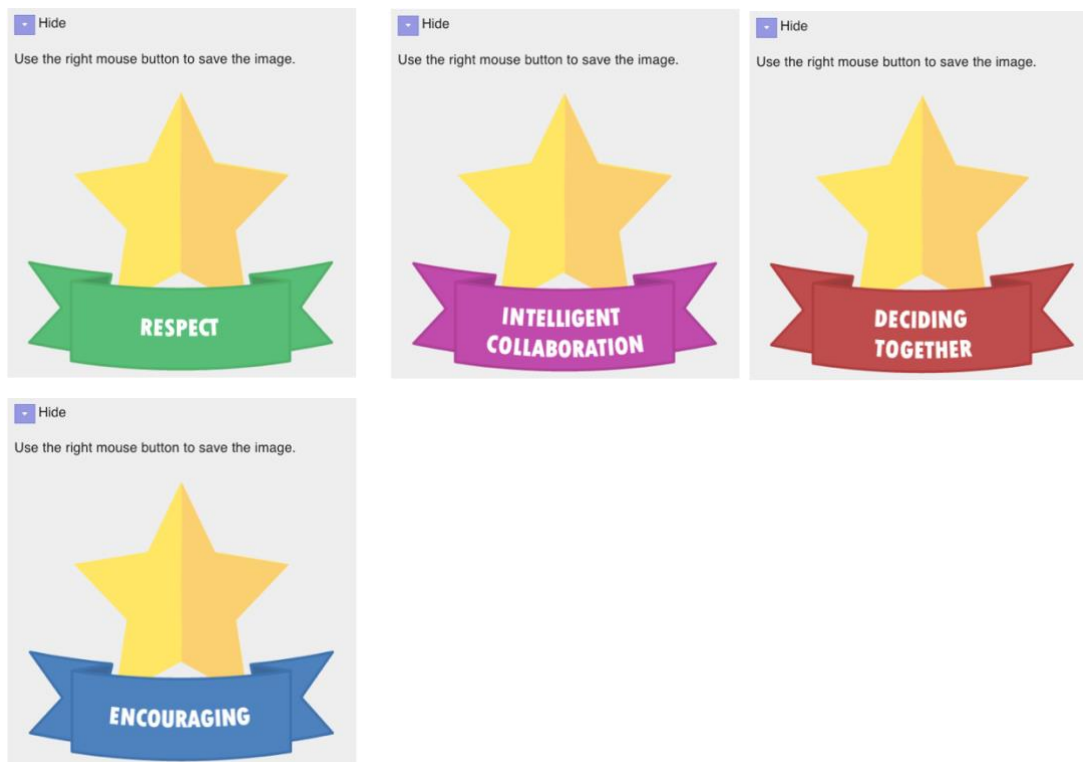 Hide
Use the right mouse button to save the image.
RESPECT
Hide
Use the right mouse button to save the image.
INTELLIGENT
COLLABORATION
Hide
Use the right mouse button to save the image.
DECIDING
TOGETHER
Hide
Use the right mouse button to save the image.
ENCOURAGING